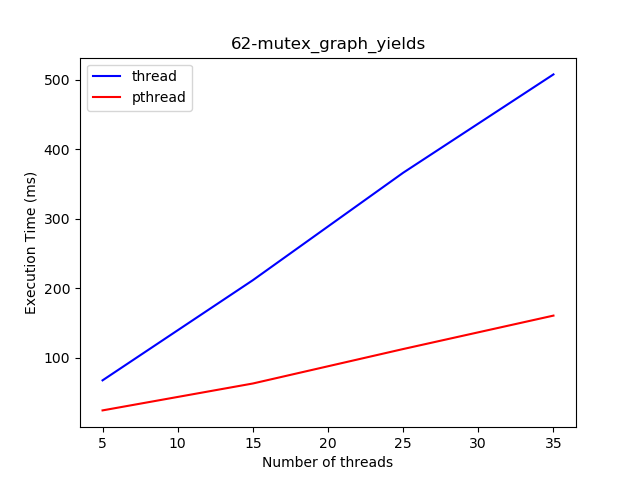 62-mutex_graph_yields
thread
pthread
500
400
300
200
100
Execution Time (ms)
5 10 15 20 25 30 35
Number of threads